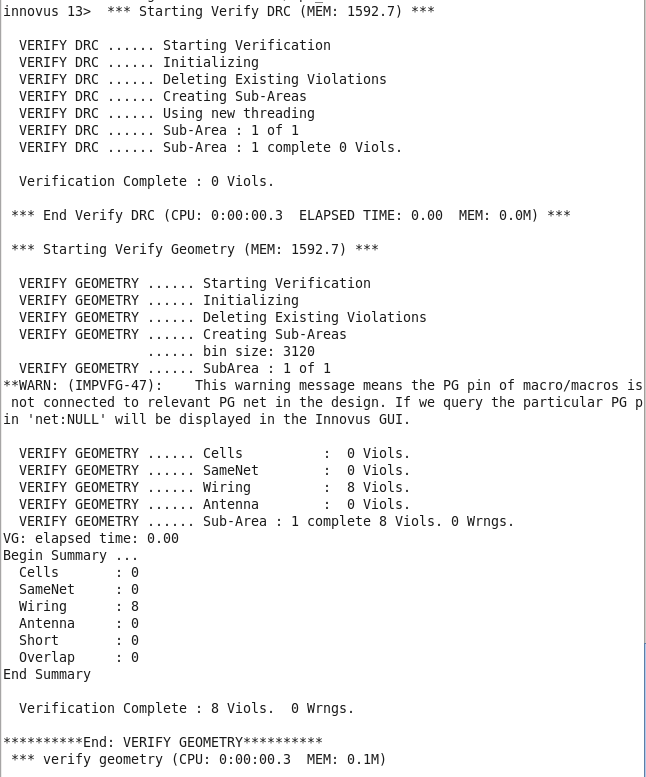 innovus 13>  *** Starting Verify DRC (MEM: 1592.7) ***
  VERIFY DRC ...... Starting Verification
  VERIFY DRC ...... Initializing
  VERIFY DRC ...... Deleting Existing Violations
  VERIFY DRC ...... Creating Sub-Areas
  VERIFY DRC ...... Using new threading
  VERIFY DRC ...... Sub-Area : 1 of 1
  VERIFY DRC ...... Sub-Area : 1 complete 0 Viols.
  Verification Complete : 0 Viols.
 *** End Verify DRC (CPU: 0:00:00.3  ELAPSED TIME: 0.00  MEM: 0.0M) ***
 *** Starting Verify Geometry (MEM: 1592.7) ***
  VERIFY GEOMETRY ...... Starting Verification
  VERIFY GEOMETRY ...... Initializing
  VERIFY GEOMETRY ...... Deleting Existing Violations
  VERIFY GEOMETRY ...... Creating Sub-Areas
                  ...... bin size: 3120
  VERIFY GEOMETRY ...... SubArea : 1 of 1
**WARN: (IMPVFG-47):    This warning message means the PG pin of macro/macros is
 not connected to relevant PG net in the design. If we query the particular PG p
in 'net:NULL' will be displayed in the Innovus GUI.
  VERIFY GEOMETRY ...... Cells          :  0 Viols.
  VERIFY GEOMETRY ...... SameNet        :  0 Viols.
  VERIFY GEOMETRY ...... Wiring         :  8 Viols.
  VERIFY GEOMETRY ...... Antenna        :  0 Viols.
  VERIFY GEOMETRY ...... Sub-Area : 1 complete 8 Viols. 0 Wrngs.
VG: elapsed time: 0.00
Begin Summary ...
  Cells       : 0
  SameNet     : 0
  Wiring      : 8
  Antenna     : 0
  Short       : 0
  Overlap     : 0
End Summary
  Verification Complete : 8 Viols.  0 Wrngs.
**********End: VERIFY GEOMETRY**********
 *** verify geometry (CPU: 0:00:00.3  MEM: 0.1M)